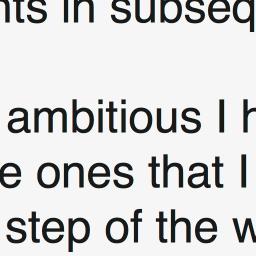 nts in subseq
ambitious I h
e ones that I
step of the w